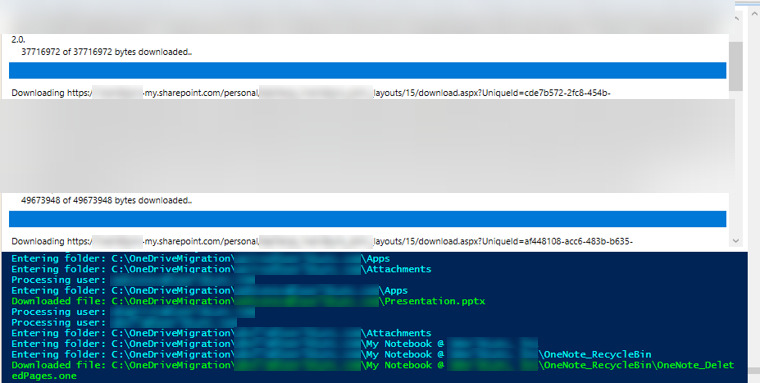 2.0.
37716972 of 37716972 bytes downloaded..
Downloading https:/ -my.sharepoint.com/personal, layouts/15/download.aspx?UniqueId=cde7b572-2fc8-454b-
49673948 of 49673948 bytes downloaded..
Downloading https:/ -my.sharepoint.com/personal, layouts/15/download.aspx?UniqueId=af448108-acc6-483b-b635-
Entering folder: C:\OneDriveMigration\ \Apps
Entering folder: C:\OneDriveMigration\ \Attachments
Processing user:
Entering folder: C:\OneDriveMigration\ \Apps
Downloaded file: C:\OneDriveMigration\ \Presentation.pptx
Processing user:
Processing user:
Entering folder: C:\OneDriveMigration\ \Attachments
Entering folder: C:\OneDriveMigration\ \My Notebook @
Entering folder: C:\OneDriveMigration\ \My Notebook @ \OneNote_RecycleBin
Downloaded file: C:\OneDriveMigration\ \My Notebook @ \OneNote_RecycleBin\OneNote_Delet
edPages.one